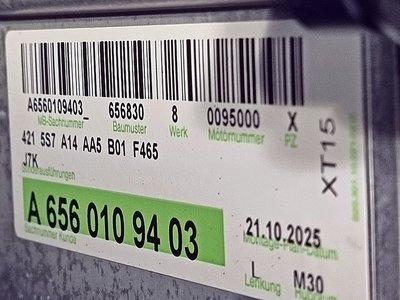 A6560109403_ 656830 8 0095000 X
MB-Sachnummer Baumuster Werk Motornummer PZ
421 5S7 A14 AA5 B01 F465
J7K
Sonderausführungen
XT15
A 656 010 94 03
Sachnummer Kunde
21.10.2025
Montage-Plan-Datum
L M30
Lenkung